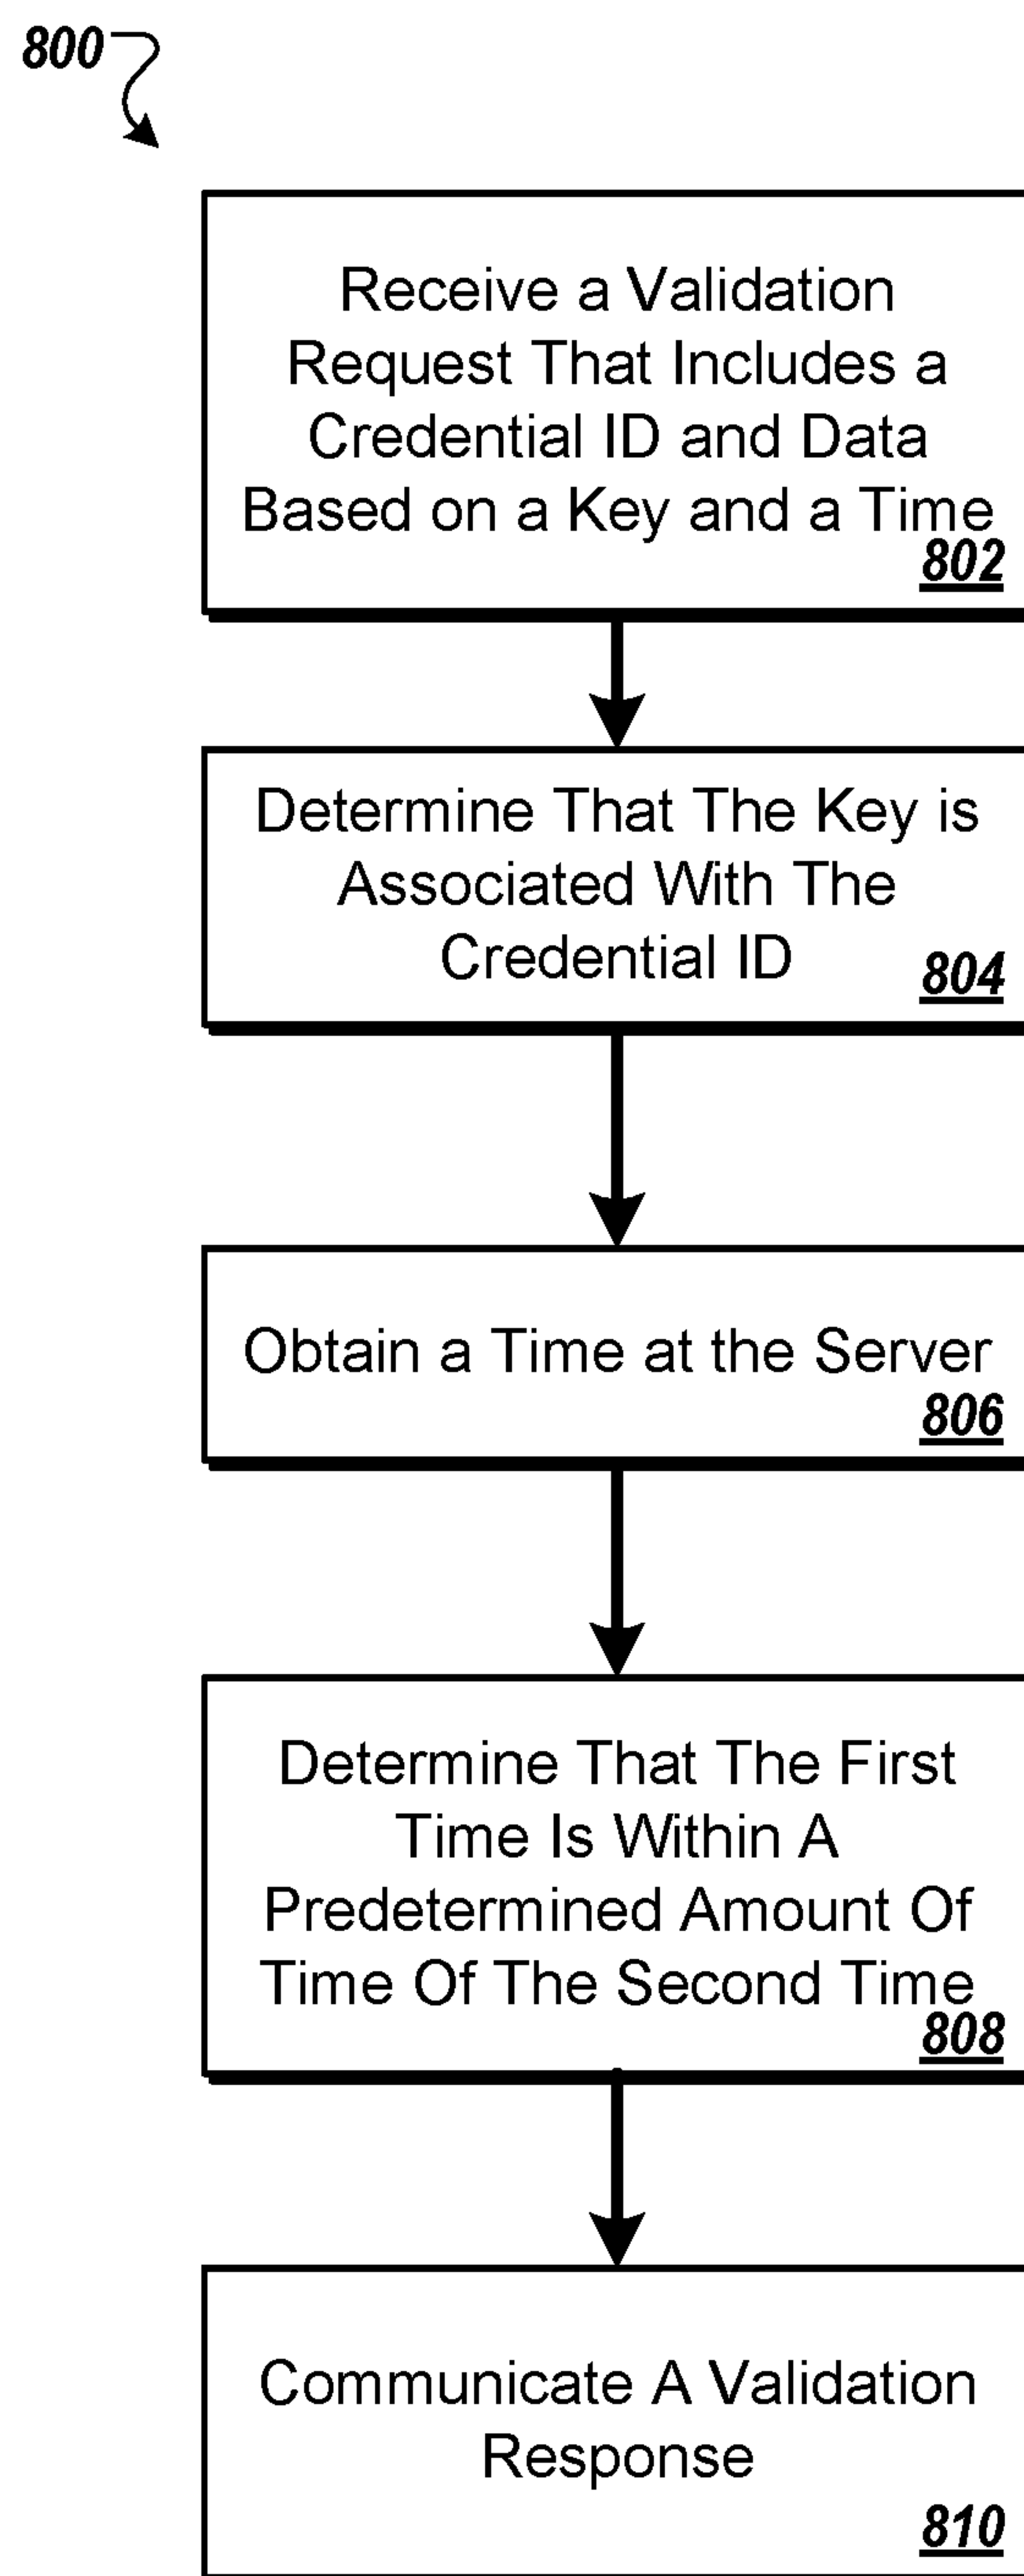 800
Receive a Validation
Request That Includes a
Credential ID and Data
Based on a Key and a Time
802
Determine That The Key is
Associated With The
Credential ID
804
Obtain a Time at the Server
806
Determine That The First
Time Is Within A
Predetermined Amount Of
Time Of The Second Time
808
Communicate A Validation
Response
810